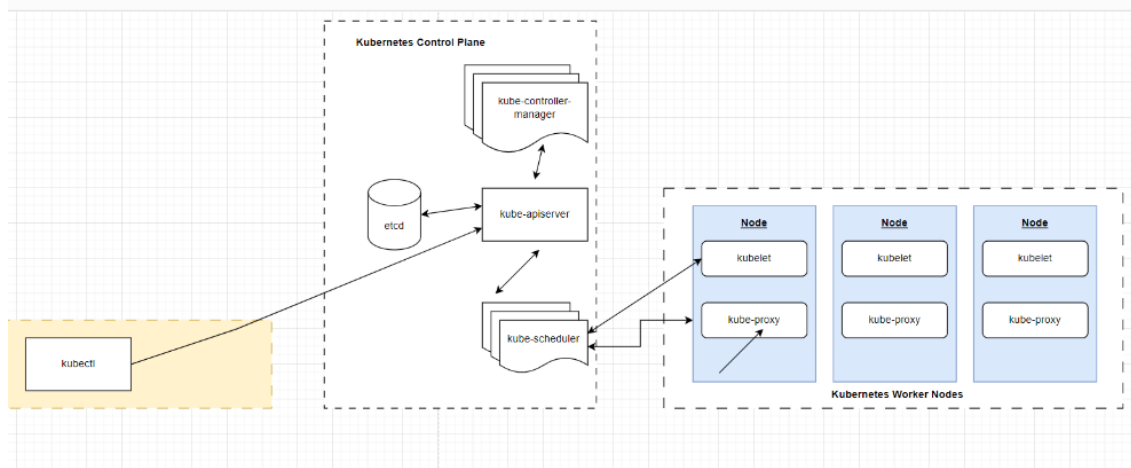 Kubernetes Control Plane
kube-controller-
manager
etcd
kube-apiserver
kube-scheduler
kubectl
Node
kubelet
kube-proxy
Node
kubelet
kube-proxy
Node
kubelet
kube-proxy
Kubernetes Worker Nodes